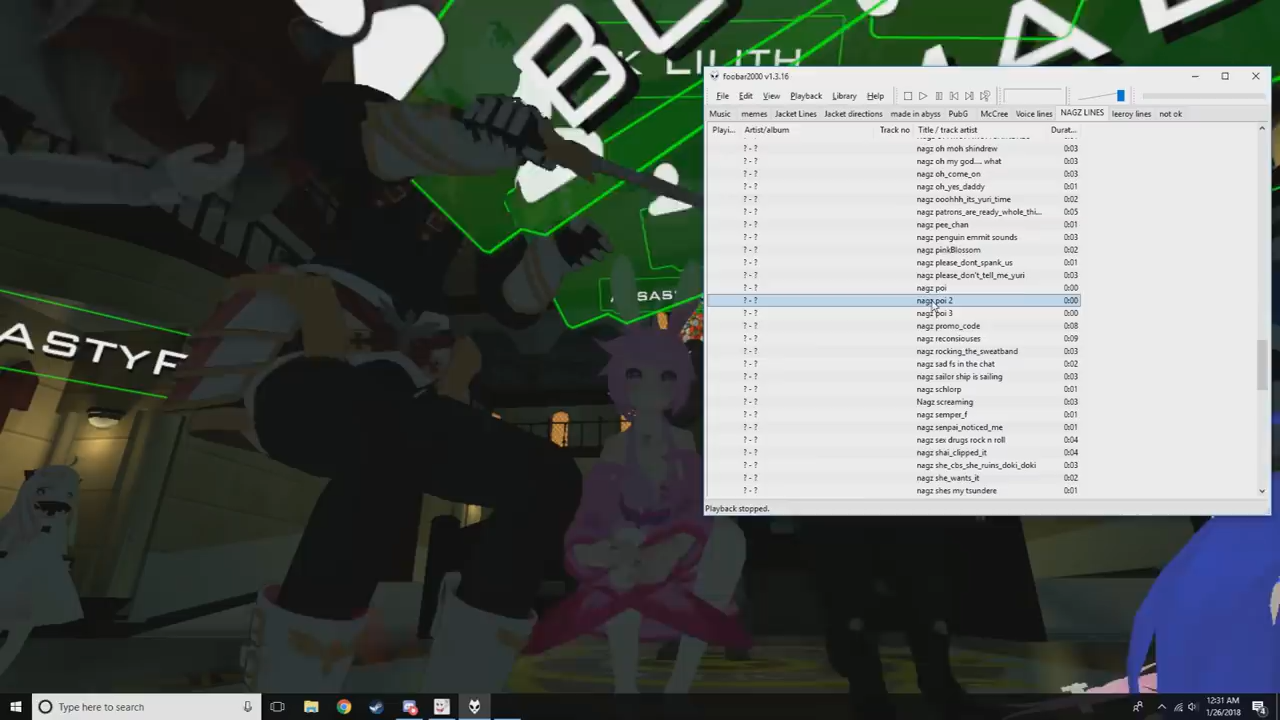 BL
K LILITH
ASAS
ASTYF
foobar2000 v1.3.16
File Edit View Playback Library Help
Music memes Jacket Lines Jacket directions made in abyss PubG McCree Voice lines NAGZ LINES leeroy lines not ok
Playi... Artist/album Track no Title / track artist Durat...
? - ? nagz oh moh shindrew 0:03
? - ? nagz oh my god.... what 0:03
? - ? nagz oh_come_on 0:03
? - ? nagz oh_yes_daddy 0:01
? - ? nagz ooohhh_its_yuri_time 0:02
? - ? nagz patrons_are_ready_whole_thi... 0:05
? - ? nagz pee_chan 0:01
? - ? nagz penguin emmit sounds 0:03
? - ? nagz pinkBlossom 0:02
? - ? nagz please_dont_spank_us 0:01
? - ? nagz please_don't_tell_me_yuri 0:03
? - ? nagz poi 0:00
? - ? nagz poi 2 0:00
? - ? nagz poi 3 0:00
? - ? nagz promo_code 0:08
? - ? nagz reconsiouses 0:09
? - ? nagz rocking_the_sweatband 0:03
? - ? nagz sad fs in the chat 0:02
? - ? nagz sailor ship is sailing 0:03
? - ? nagz schlorp 0:01
? - ? Nagz screaming 0:03
? - ? nagz semper_f 0:01
? - ? nagz senpai_noticed_me 0:01
? - ? nagz sex drugs rock n roll 0:04
? - ? nagz shai_clipped_it 0:04
? - ? nagz she_cbs_she_ruins_doki_doki 0:03
? - ? nagz she_wants_it 0:02
? - ? nagz shes my tsundere 0:01
Playback stopped.
Type here to search
12:31 AM
1/26/2018
4